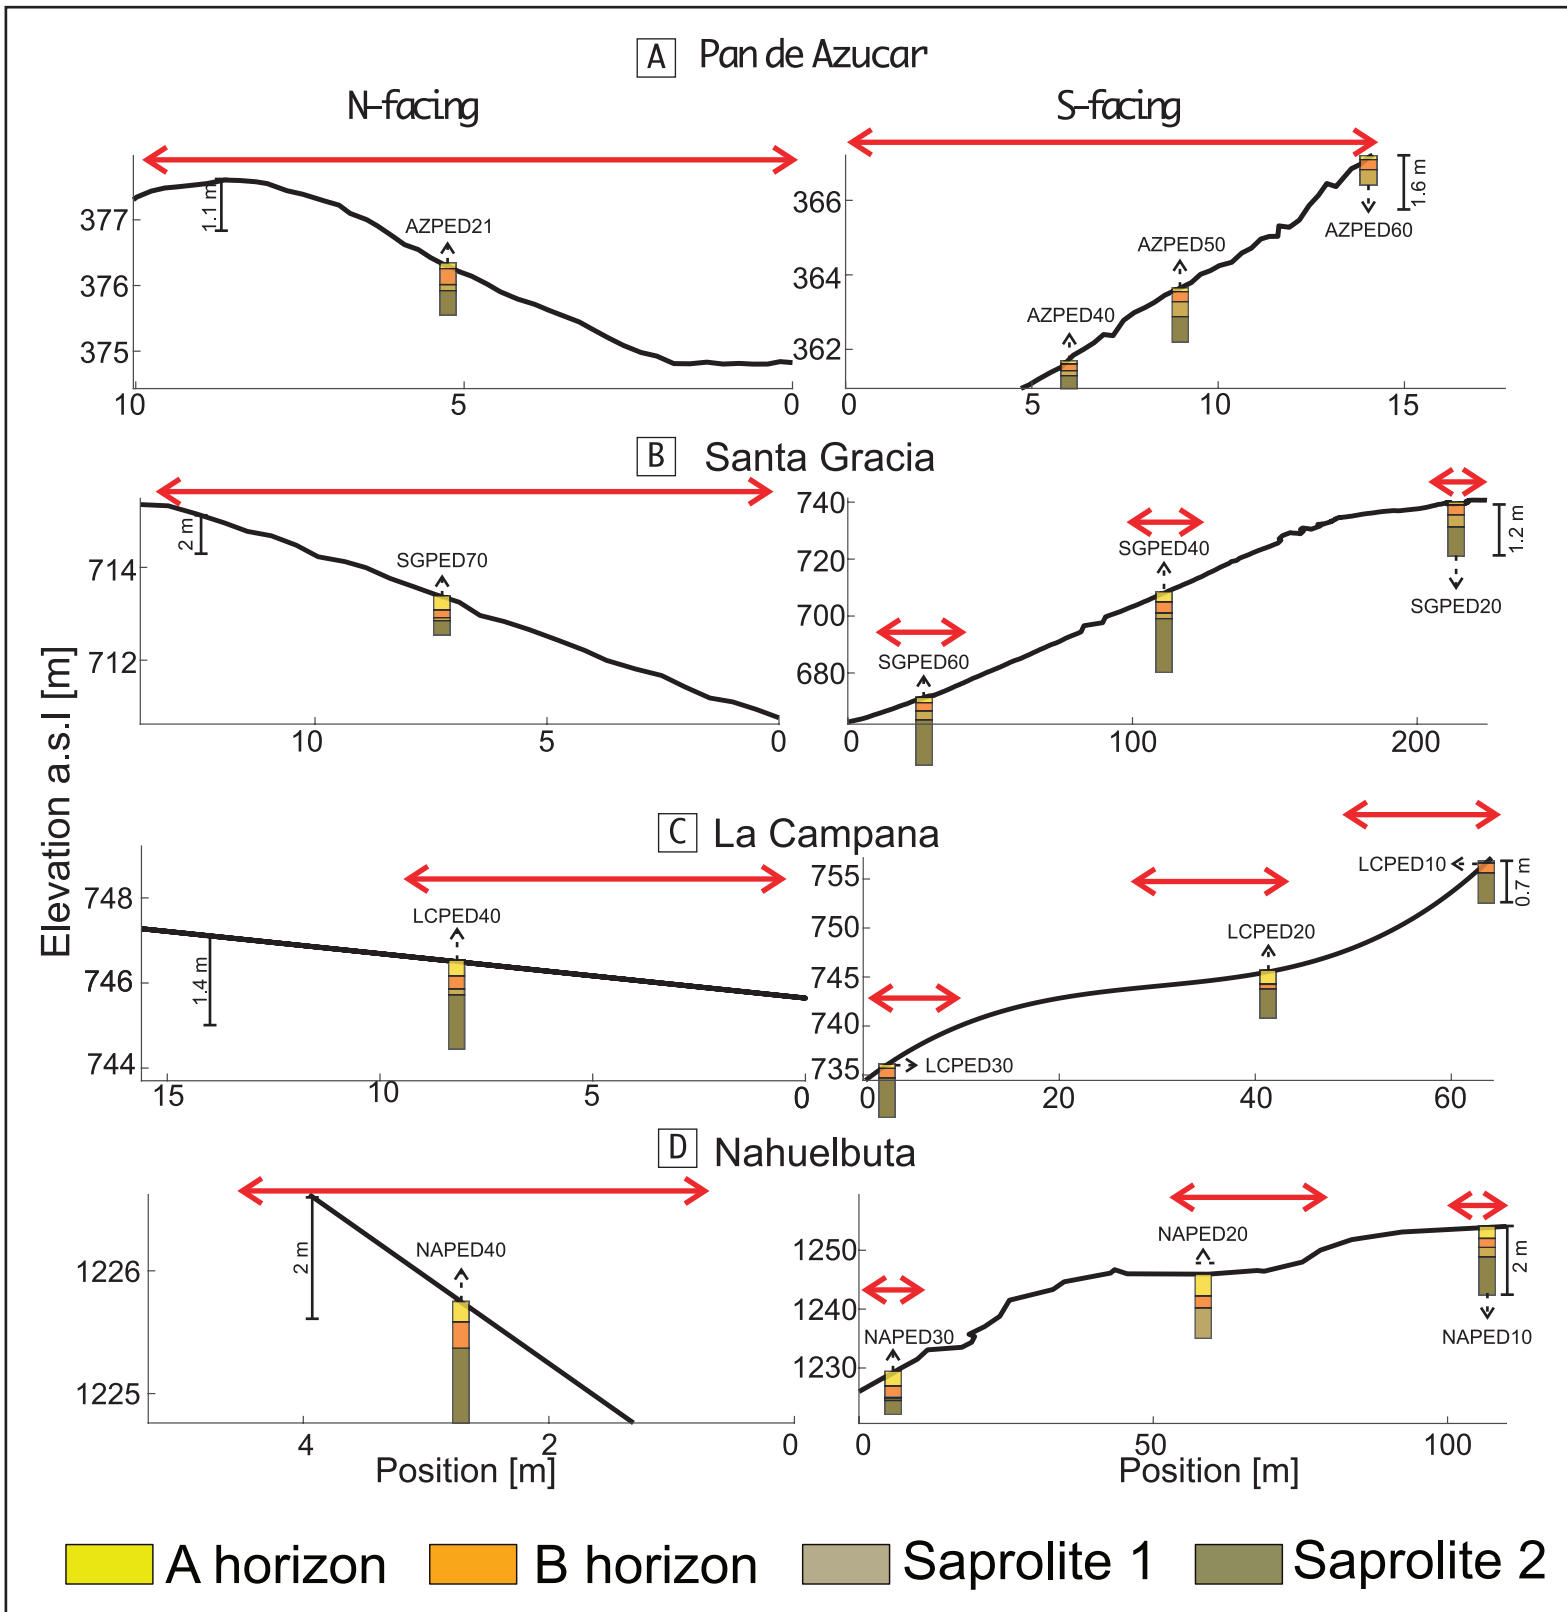 A Pan de Azucar
N-facing
S-facing
Elevation a.s.l [m]
377
376
375
10
5
0
1.1 m
AZPED21
366
364
362
0
5
10
15
AZPED40
AZPED50
AZPED60
1.6 m
B Santa Gracia
714
712
10
5
0
2 m
SGPED70
740
720
700
680
0
100
200
SGPED60
SGPED40
SGPED20
1.2 m
C La Campana
748
746
744
15
10
5
0
1.4 m
LCPED40
755
750
745
740
735
0
20
40
60
LCPED30
LCPED20
LCPED10
0.7 m
D Nahuelbuta
1226
1225
4
2
0
2 m
NAPED40
Position [m]
1250
1240
1230
0
50
100
NAPED30
NAPED20
NAPED10
2 m
Position [m]
A horizon
B horizon
Saprolite 1
Saprolite 2